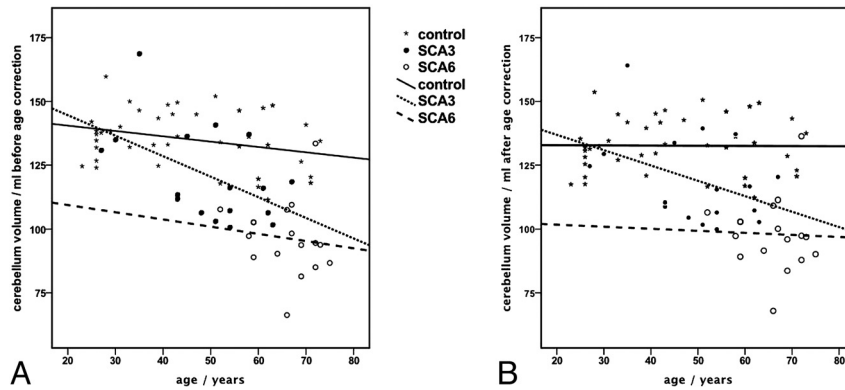 cerebellum volume / ml before age correction
175
150
125
100
75
20 30 40 50 60 70 80
age / years
A
control
SCA3
SCA6
control
SCA3
SCA6
cerebellum volume / ml after age correction
175
150
125
100
75
20 30 40 50 60 70 80
age / years
B